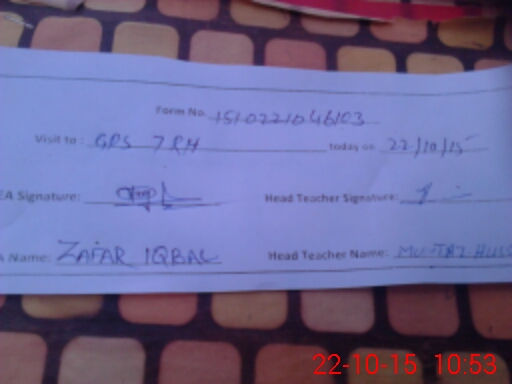 Form No. 1510221046103
Visit to : GPS 7 RH today on 22/10/15
EA Signature: Head Teacher Signature:
A Name: ZAFAR IQBAL Head Teacher Name:
22-10-15 10:53